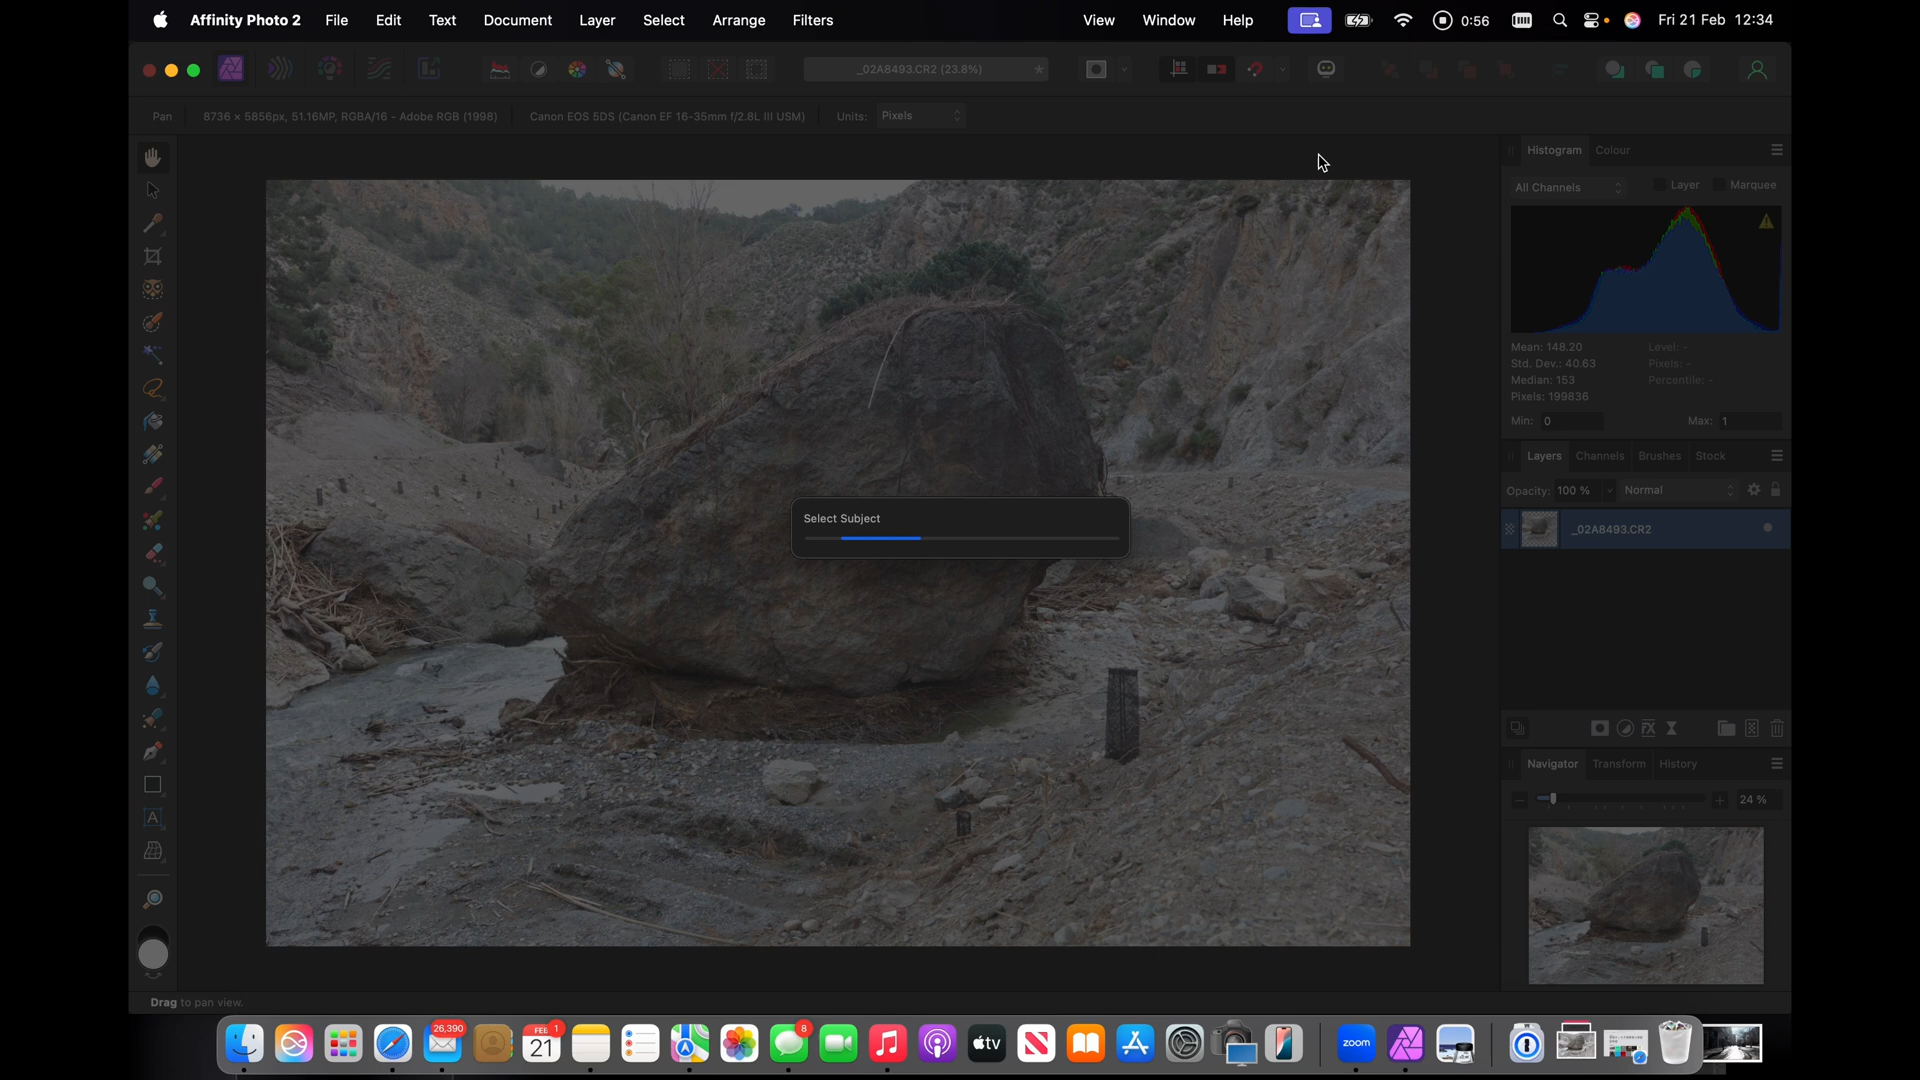 Affinity Photo 2 File Edit Text Document Layer Select Arrange Filters View Window Help 0:56 Fri 21 Feb 12:34
_02A8493.CR2 (23.8%)
Pan 8736 × 5856px, 51.16MP, RGBA/16 - Adobe RGB (1998) Canon EOS 5DS (Canon EF 16-35mm f/2.8L III USM) Units: Pixels
Histogram Colour
All Channels Layer Marquee
Mean: 148.20 Level: -
Std. Dev.: 40.63 Pixels: -
Median: 153 Percentile: -
Pixels: 199836
Min: 0 Max: 1
Layers Channels Brushes Stock
Opacity: 100 % Normal
_02A8493.CR2
Select Subject
Navigator Transform History
24 %
Drag to pan view.
26,390
FEB 1
21
8
tv
zoom